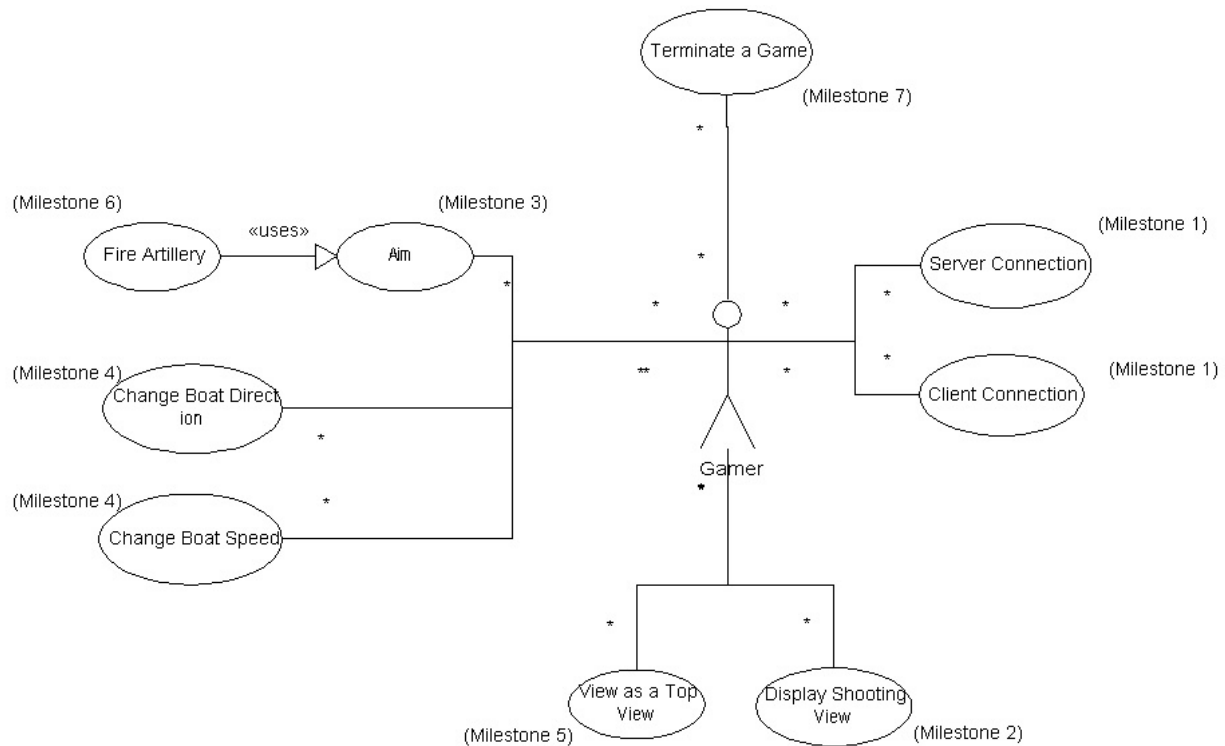 Terminate a Game
(Milestone 7)
*
(Milestone 6)
(Milestone 3)
«uses»
Fire Artillery
Aim
*
*
(Milestone 1)
Server Connection
*
*
*
(Milestone 4)
Change Boat Direct
ion
*
**
*
*
Client Connection
(Milestone 1)
Gamer
*
(Milestone 4)
*
Change Boat Speed
*
*
View as a Top
View
(Milestone 5)
Display Shooting
View
(Milestone 2)